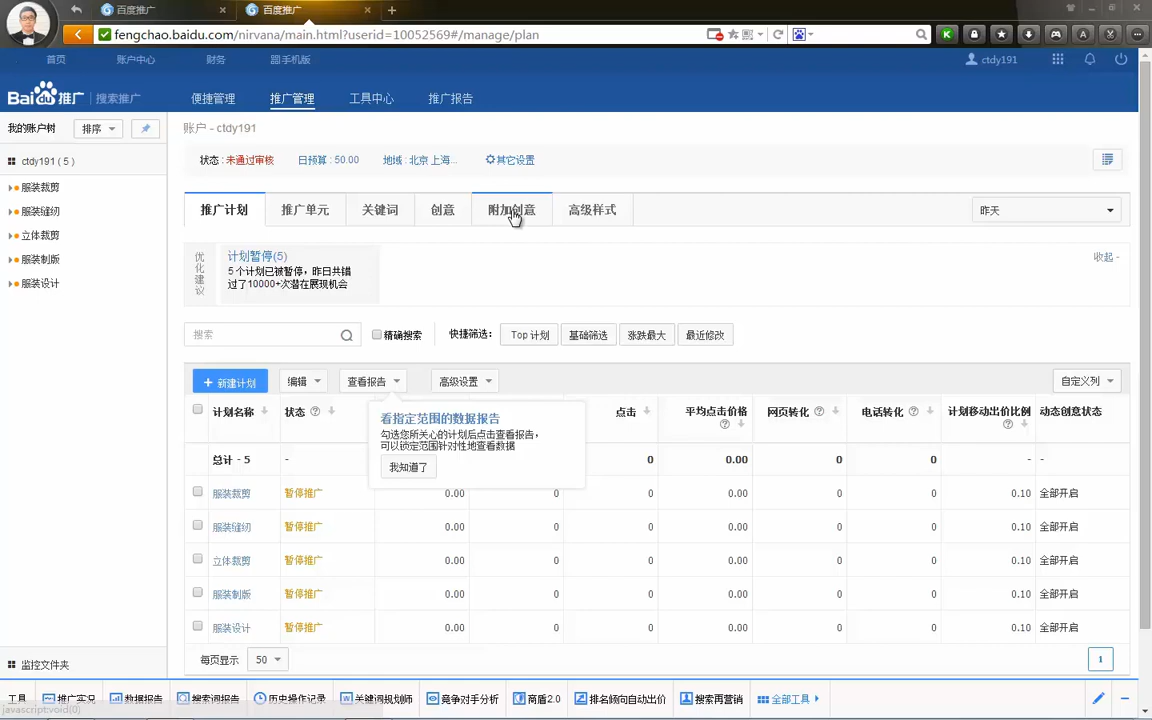 百度推广
百度推广
fengchao.baidu.com/nirvana/main.html?userid=10052569#/manage/plan
首页 账户中心 财务 手机版 ctdy191
Bai 推广 搜索推广 便捷管理 推广管理 工具中心 推广报告
我的账户树 排序
账户 - ctdy191
ctdy191 ( 5 )
状态 : 未通过审核 日预算 : 50.00 地域 : 北京 上海... 其它设置
服装裁剪
服装缝纫
立体裁剪
服装制版
服装设计
推广计划 推广单元 关键词 创意 附加创意 高级样式 昨天
优化建议
计划暂停(5)
5 个计划已被暂停，昨日共错
过了10000+次潜在展现机会
收起 -
搜索 精确搜索 快捷筛选: Top 计划 基础筛选 涨跌最大 最近修改
+ 新建计划 编辑 查看报告 高级设置 自定义列
计划名称 状态 点击 平均点击价格 网页转化 电话转化 计划移动出价比例 动态创意状态
看指定范围的数据报告
勾选您所关心的计划后点击查看报告，
可以锁定范围针对性地查看数据
我知道了
总计 - 5 - 0 0.00 0 0 - -
服装裁剪 暂停推广 0.00 0 0 0.00 0 0 0.10 全部开启
服装缝纫 暂停推广 0.00 0 0 0.00 0 0 0.10 全部开启
立体裁剪 暂停推广 0.00 0 0 0.00 0 0 0.10 全部开启
服装制版 暂停推广 0.00 0 0 0.00 0 0 0.10 全部开启
服装设计 暂停推广 0.00 0 0 0.00 0 0 0.10 全部开启
监控文件夹
每页显示 50 1
工具 推广实况 数据报告 搜索词报告 历史操作记录 关键词规划师 竞争对手分析 商盾2.0 排名倾向自动出价 搜索再营销 全部工具
javascript:void(0)